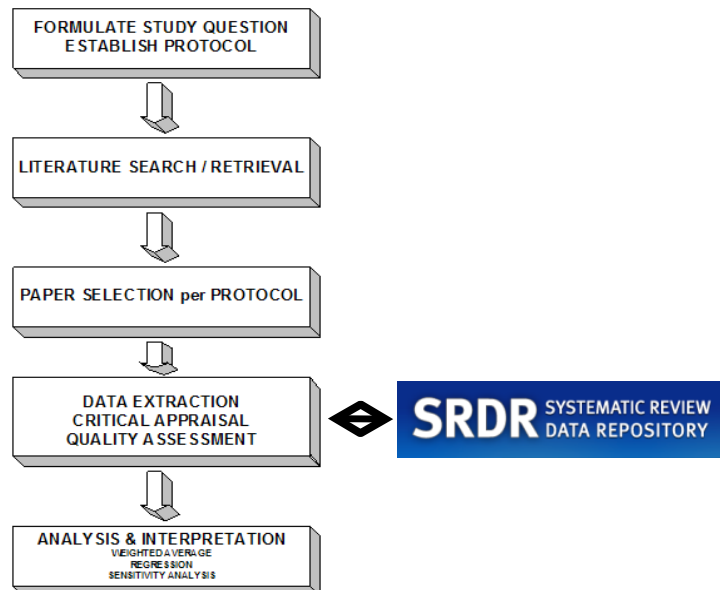 FORMULATE STUDY QUESTION
ESTABLISH PROTOCOL
LITERATURE SEARCH / RETRIEVAL
PAPER SELECTION per PROTOCOL
DATA EXTRACTION
CRITICAL APPRAISAL
QUALITY ASSESSMENT
SRDR SYSTEMATIC REVIEW
DATA REPOSITORY
ANALYSIS & INTERPRETATION
WEIGHTED AVERAGE
REGRESSION
SENSITIVITY ANALYSIS